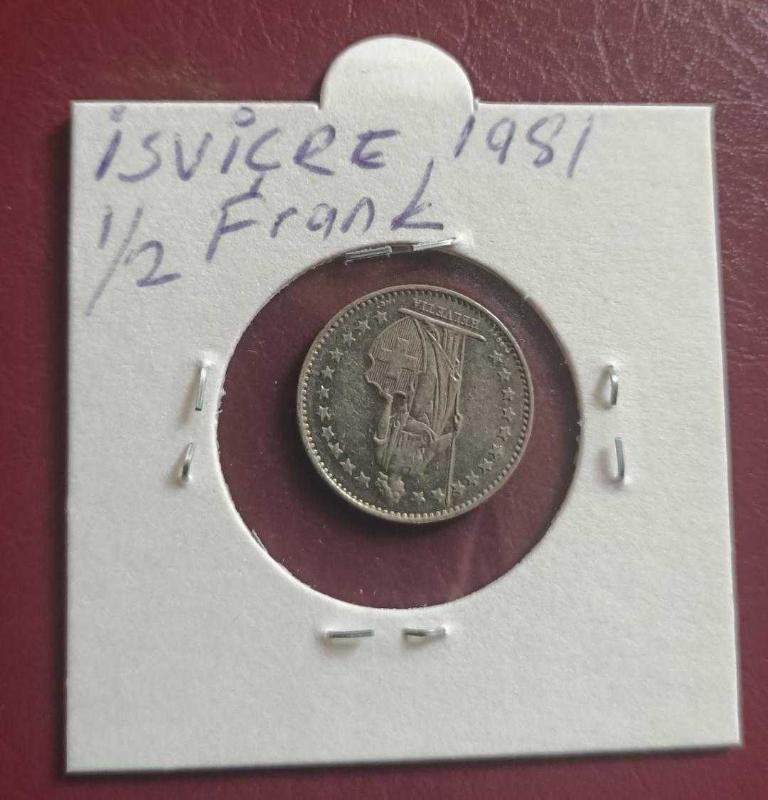 İSVİÇRE 1981
1/2 Frank
HELVETIA